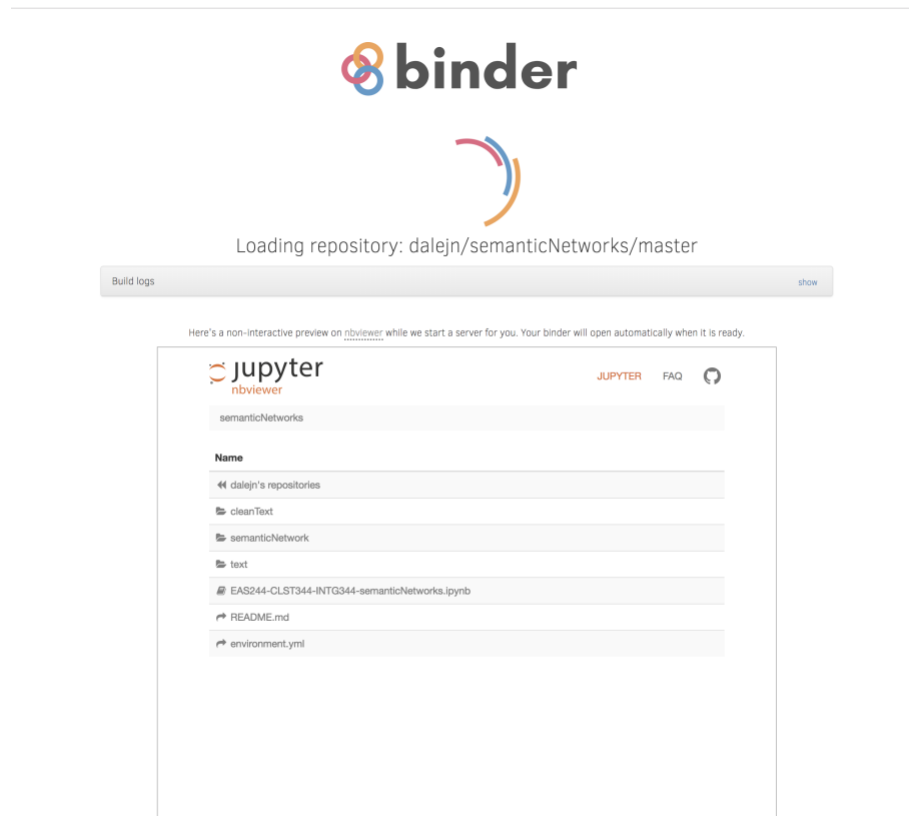 binder
Loading repository: dalejn/semanticNetworks/master
Build logs show
Here's a non-interactive preview on nbviewer while we start a server for you. Your binder will open automatically when it is ready.
jupyter
nbviewer
JUPYTER FAQ
semanticNetworks
Name
dalejn's repositories
cleanText
semanticNetwork
text
EAS244-CLST344-INTG344-semanticNetworks.ipynb
README.md
environment.yml